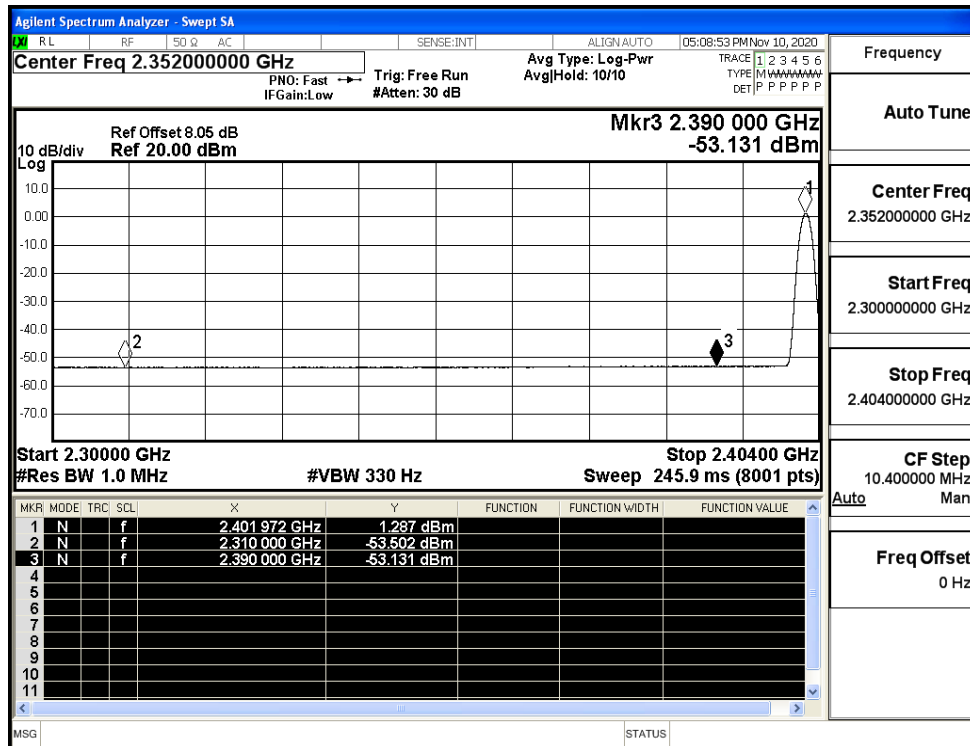 Agilent Spectrum Analyzer - Swept SA
LXI RL RF 50 Ω AC SENSE:INT ALIGN AUTO 05:08:53 PM Nov 10, 2020
Center Freq 2.352000000 GHz
PNO: Fast
IFGain:Low
Trig: Free Run
#Atten: 30 dB
Avg Type: Log-Pwr
Avg|Hold: 10/10
TRACE 1 2 3 4 5 6
TYPE M W W W W W
DET P P P P P P
Mkr3 2.390 000 GHz
-53.131 dBm
Ref Offset 8.05 dB
10 dB/div Ref 20.00 dBm
Log
10.0
0.00
-10.0
-20.0
-30.0
-40.0
-50.0
-60.0
-70.0
1
2
3
Start 2.30000 GHz Stop 2.40400 GHz
#Res BW 1.0 MHz #VBW 330 Hz Sweep 245.9 ms (8001 pts)
MKR MODE TRC SCL X Y FUNCTION FUNCTION WIDTH FUNCTION VALUE
1 N f 2.401 972 GHz 1.287 dBm
2 N f 2.310 000 GHz -53.502 dBm
3 N f 2.390 000 GHz -53.131 dBm
4
5
6
7
8
9
10
11
MSG STATUS
Frequency
Auto Tune
Center Freq
2.352000000 GHz
Start Freq
2.300000000 GHz
Stop Freq
2.404000000 GHz
CF Step
10.400000 MHz
Auto Man
Freq Offset
0 Hz